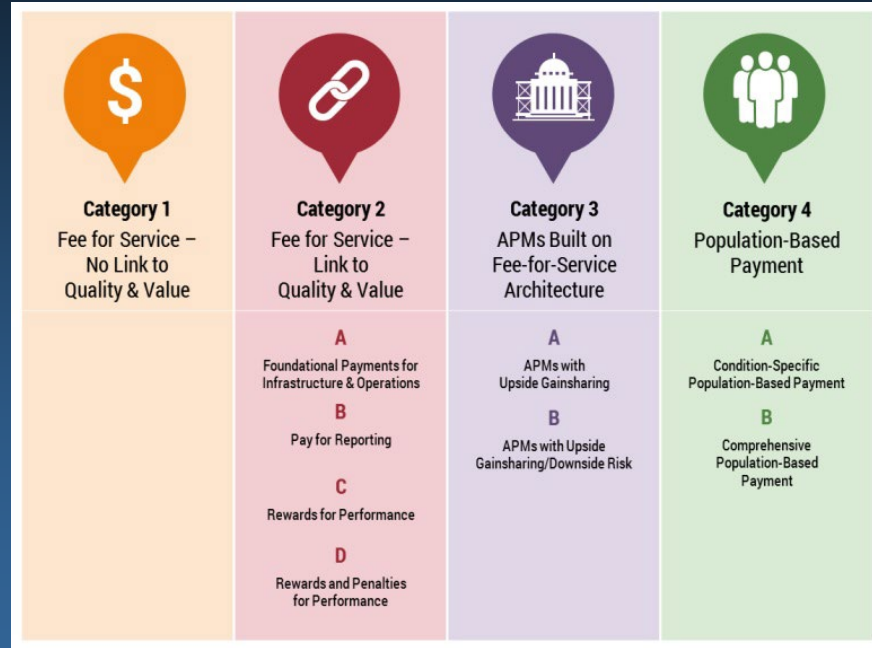 $
Category 1
Fee for Service –
No Link to
Quality & Value
Category 2
Fee for Service –
Link to
Quality & Value
A
Foundational Payments for
Infrastructure & Operations
B
Pay for Reporting
C
Rewards for Performance
D
Rewards and Penalties
for Performance
Category 3
APMs Built on
Fee-for-Service
Architecture
A
APMs with
Upside Gainsharing
B
APMs with Upside
Gainsharing/Downside Risk
Category 4
Population-Based
Payment
A
Condition-Specific
Population-Based Payment
B
Comprehensive
Population-Based
Payment